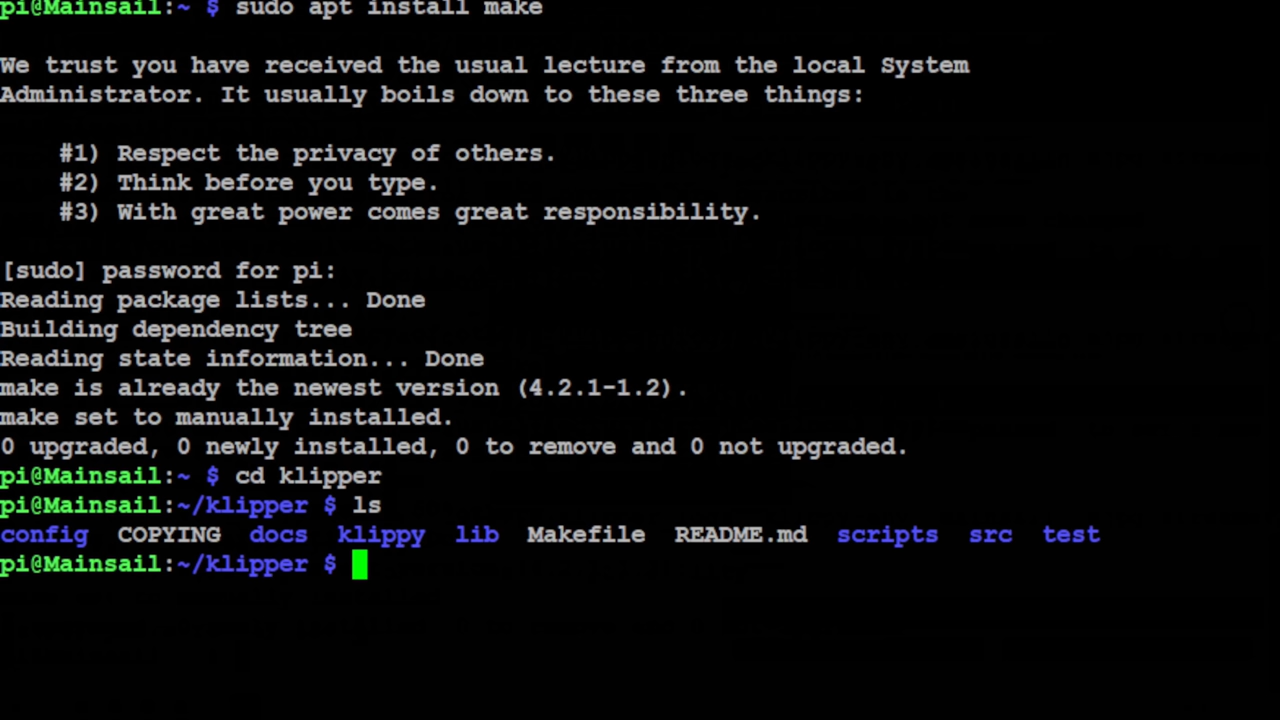 pi@Mainsail:~ $ sudo apt install make
We trust you have received the usual lecture from the local System
Administrator. It usually boils down to these three things:
#1) Respect the privacy of others.
#2) Think before you type.
#3) With great power comes great responsibility.
[sudo] password for pi:
Reading package lists... Done
Building dependency tree
Reading state information... Done
make is already the newest version (4.2.1-1.2).
make set to manually installed.
0 upgraded, 0 newly installed, 0 to remove and 0 not upgraded.
pi@Mainsail:~ $ cd klipper
pi@Mainsail:~/klipper $ ls
config COPYING docs klippy lib Makefile README.md scripts src test
pi@Mainsail:~/klipper $